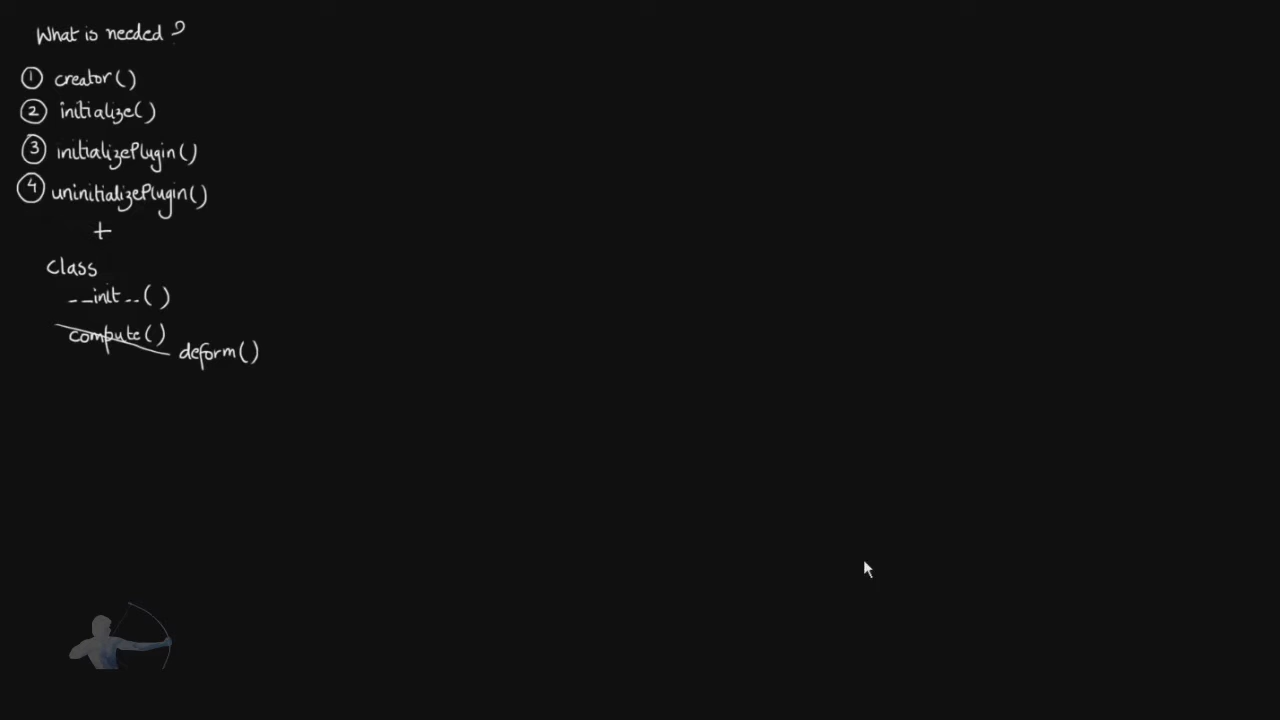 What is needed ?
① creator()
② initialize()
③ initializePlugin()
④ uninitializePlugin()
+
class
__init__()
compute()
deform()